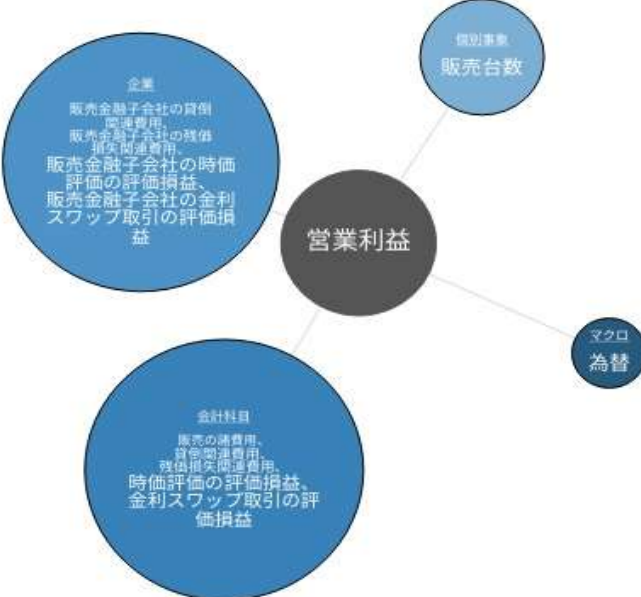 個別事象
販売台数
企業
販売金融子会社の貸倒
関連費用、
販売金融子会社の残価
損失関連費用、
販売金融子会社の時価
評価の評価損益、
販売金融子会社の金利
スワップ取引の評価損
益
営業利益
マクロ
為替
会計科目
販売の諸費用、
貸倒関連費用、
残価損失関連費用、
時価評価の評価損益、
金利スワップ取引の評
価損益